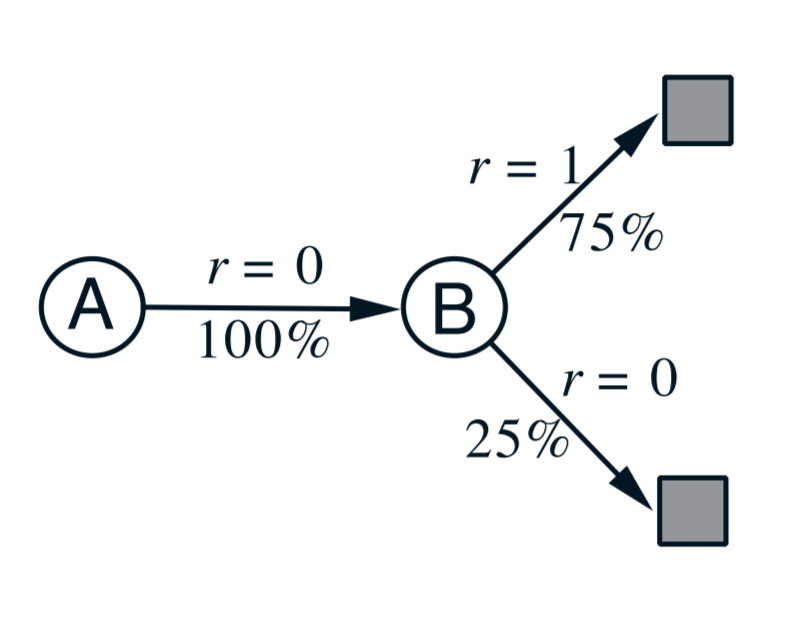 r = 1
75%
A
r = 0
100%
B
r = 0
25%